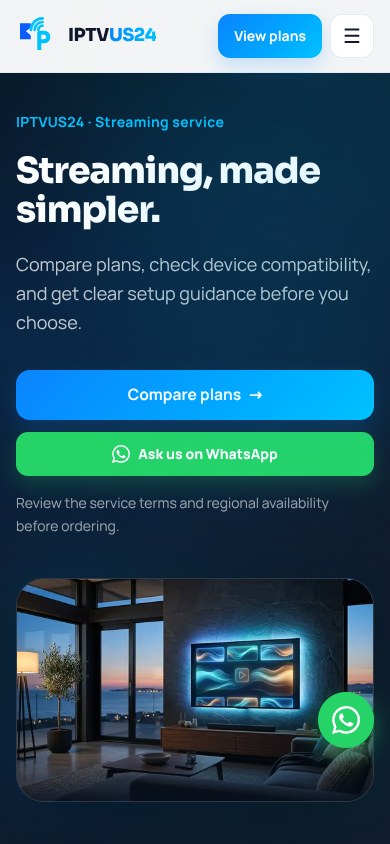 IPTVUS24
View plans
IPTVUS24 · Streaming service
Streaming, made
simpler.
Compare plans, check device compatibility,
and get clear setup guidance before you
choose.
Compare plans →
Ask us on WhatsApp
Review the service terms and regional availability
before ordering.